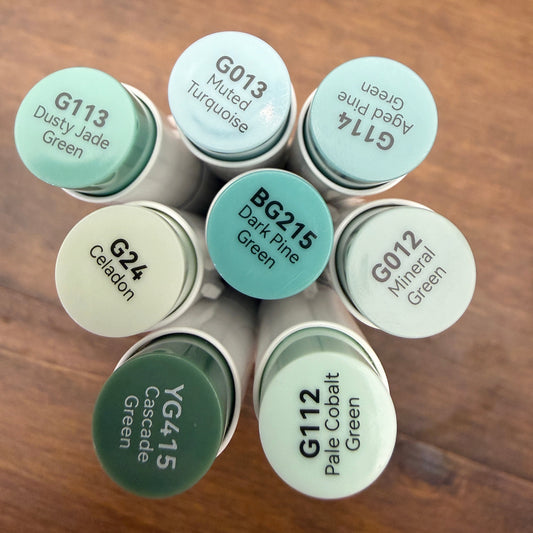 G113
Dusty Jade
Green
G013
Muted
Turquoise
G114
Aged Pine
Green
G24
Celadon
BG215
Dark Pine
Green
G012
Mineral
Green
YG415
Cascade
Green
G112
Pale Cobalt
Green